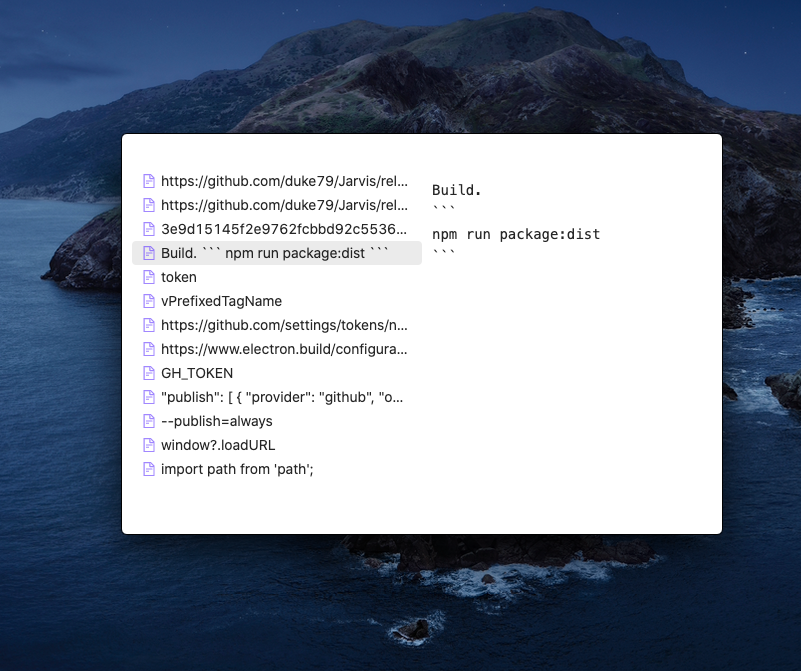 https://github.com/duke79/Jarvis/rel...
https://github.com/duke79/Jarvis/rel...
3e9d15145f2e9762fcbbd92c5536...
Build. ``` npm run package:dist ```
token
vPrefixedTagName
https://github.com/settings/tokens/n...
https://www.electron.build/configura...
GH_TOKEN
"publish": [ { "provider": "github", "o...
--publish=always
window?.loadURL
import path from 'path';
Build.
```
npm run package:dist
```